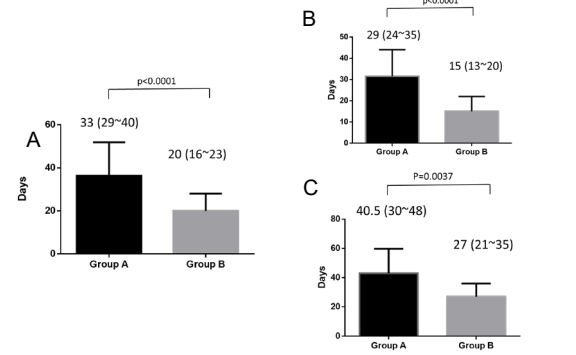 A
p<0.0001
33 (29~40)
20 (16~23)
Days
60
40
20
0
Group A
Group B
B
p<0.0001
29 (24~35)
15 (13~20)
Days
50
40
30
20
10
0
Group A
Group B
C
P=0.0037
40.5 (30~48)
27 (21~35)
Days
80
60
40
20
0
Group A
Group B